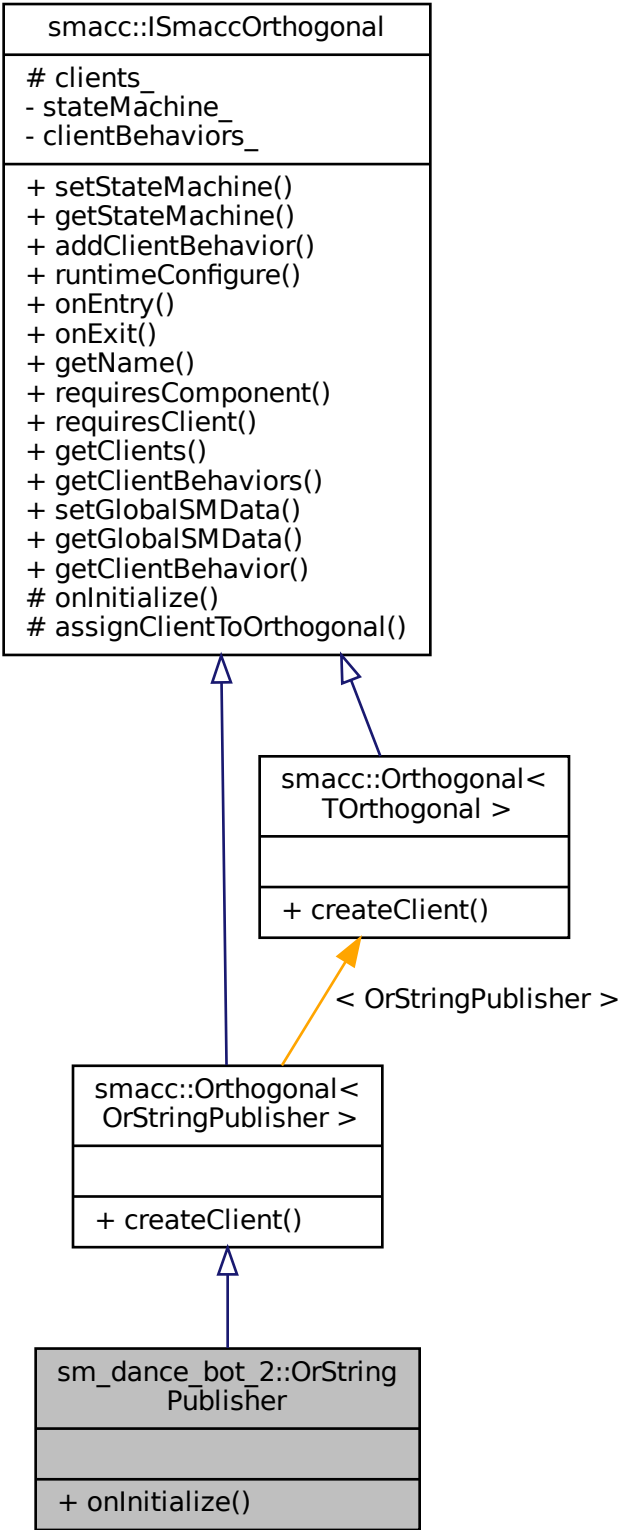 smacc::ISmaccOrthogonal
# clients_
- stateMachine_
- clientBehaviors_
+ setStateMachine()
+ getStateMachine()
+ addClientBehavior()
+ runtimeConfigure()
+ onEntry()
+ onExit()
+ getName()
+ requiresComponent()
+ requiresClient()
+ getClients()
+ getClientBehaviors()
+ setGlobalSMData()
+ getGlobalSMData()
+ getClientBehavior()
# onInitialize()
# assignClientToOrthogonal()
smacc::Orthogonal<
TOrthogonal >
+ createClient()
< OrStringPublisher >
smacc::Orthogonal<
OrStringPublisher >
+ createClient()
sm_dance_bot_2::OrString
Publisher
+ onInitialize()